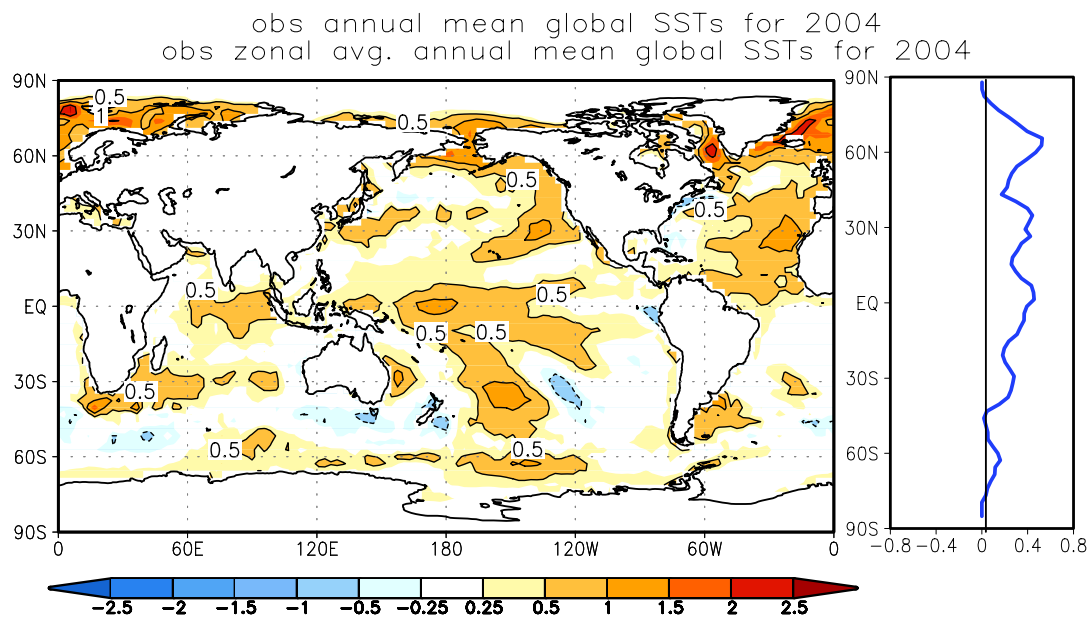 obs annual mean global SSTs for 2004
obs zonal avg. annual mean global SSTs for 2004
90N
60N
30N
EQ
30S
60S
90S
0 60E 120E 180 120W 60W 0
0.5
1
0.5
0.5
0.5
0.5
0.5
0.5
0.5
0.5
0.5
0.5
90N
60N
30N
EQ
30S
60S
90S
-0.8 -0.4 0 0.4 0.8
-2.5 -2 -1.5 -1 -0.5 -0.25 0.25 0.5 1 1.5 2 2.5